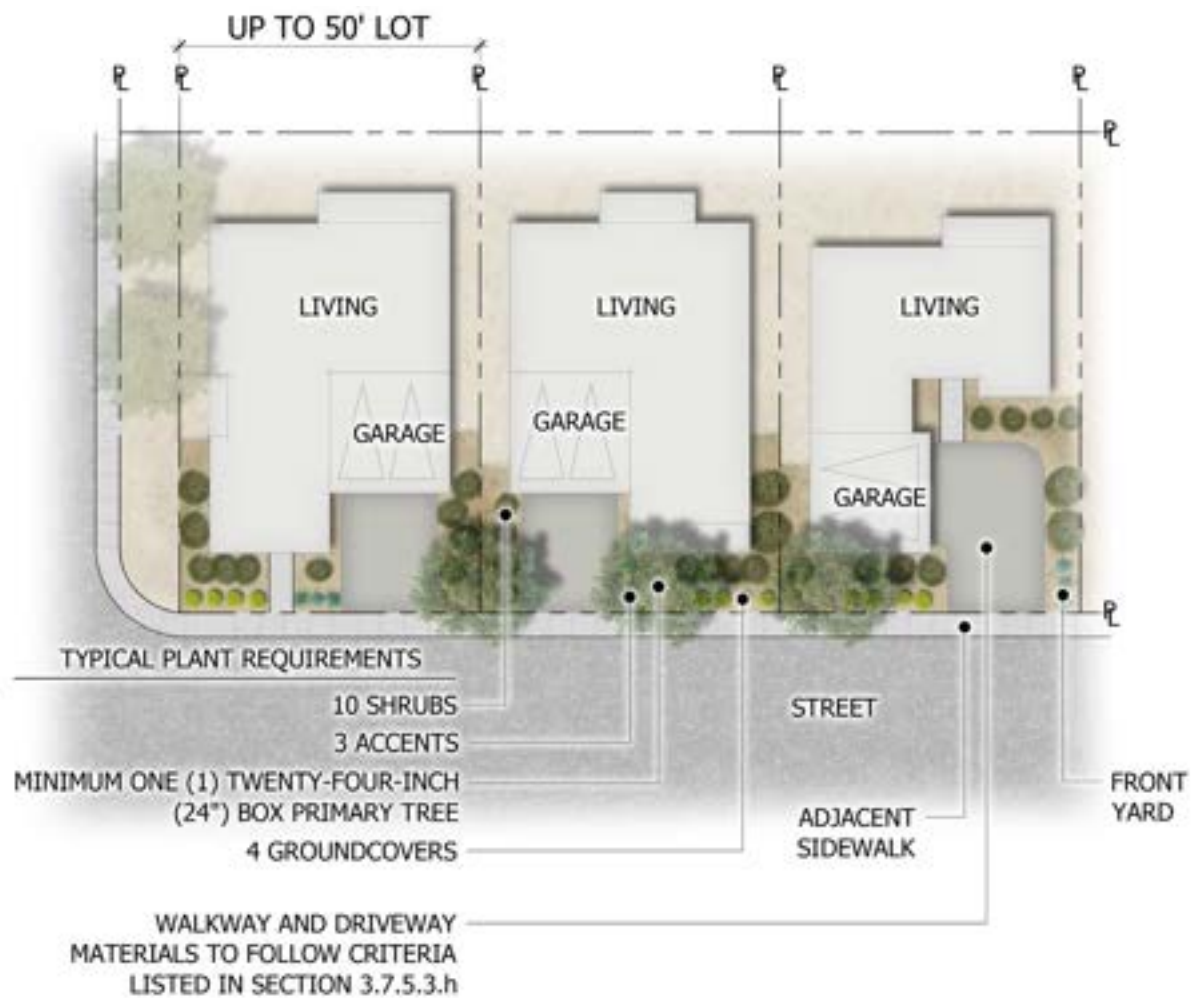 UP TO 50' LOT
PL PL PL PL PL
PL
LIVING LIVING LIVING
GARAGE GARAGE
GARAGE
PL
TYPICAL PLANT REQUIREMENTS
10 SHRUBS
3 ACCENTS
MINIMUM ONE (1) TWENTY-FOUR-INCH
(24") BOX PRIMARY TREE
4 GROUNDCOVERS
STREET
ADJACENT
SIDEWALK
FRONT
YARD
WALKWAY AND DRIVEWAY
MATERIALS TO FOLLOW CRITERIA
LISTED IN SECTION 3.7.5.3.h